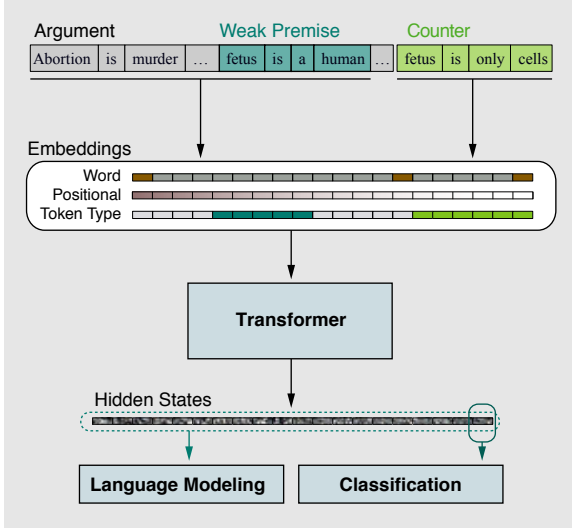 Argument Weak Premise Counter
Abortion is murder ... fetus is a human ... fetus is only cells
Embeddings
Word
Positional
Token Type
Transformer
Hidden States
Language Modeling Classification